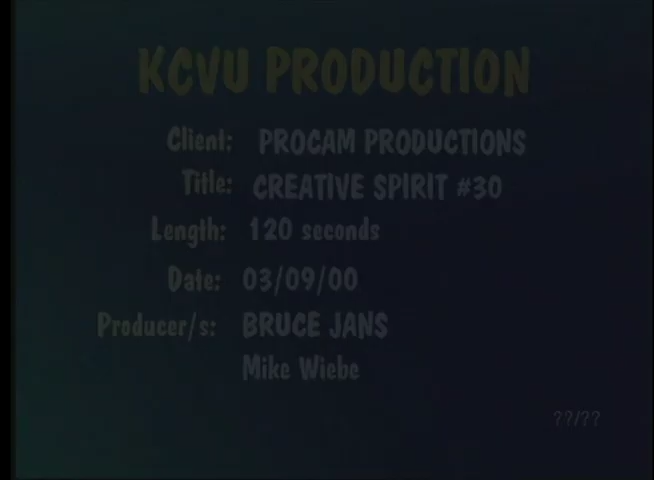 KCVU PRODUCTION
Client: PROCAM PRODUCTIONS
Title: CREATIVE SPIRIT #30
Length: 120 seconds
Date: 03/09/00
Producer/s: BRUCE JANS
Mike Wiebe
??/??